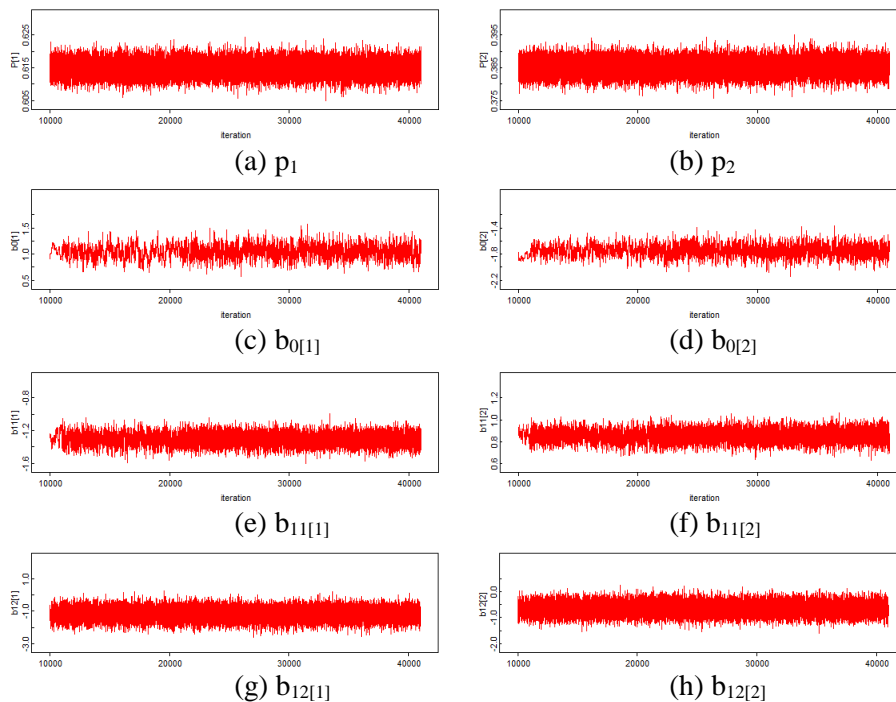 P[1]
0.605 0.615 0.625
10000 20000 30000 40000
iteration
(a) p₁
P[2]
0.375 0.385 0.395
10000 20000 30000 40000
iteration
(b) p₂
b0[1]
0.5 1.0 1.5
10000 20000 30000 40000
iteration
(c) b₀[₁]
b0[2]
-2.2 -1.8 -1.4
10000 20000 30000 40000
iteration
(d) b₀[₂]
b11[1]
-1.6 -1.2 -0.8
10000 20000 30000 40000
iteration
(e) b₁₁[₁]
b11[2]
0.6 0.8 1.0 1.2
10000 20000 30000 40000
iteration
(f) b₁₁[₂]
b12[1]
-3.0 -1.0 1.0
10000 20000 30000 40000
(g) b₁₂[₁]
b12[2]
-2.0 -1.0 0.0
10000 20000 30000 40000
(h) b₁₂[₂]